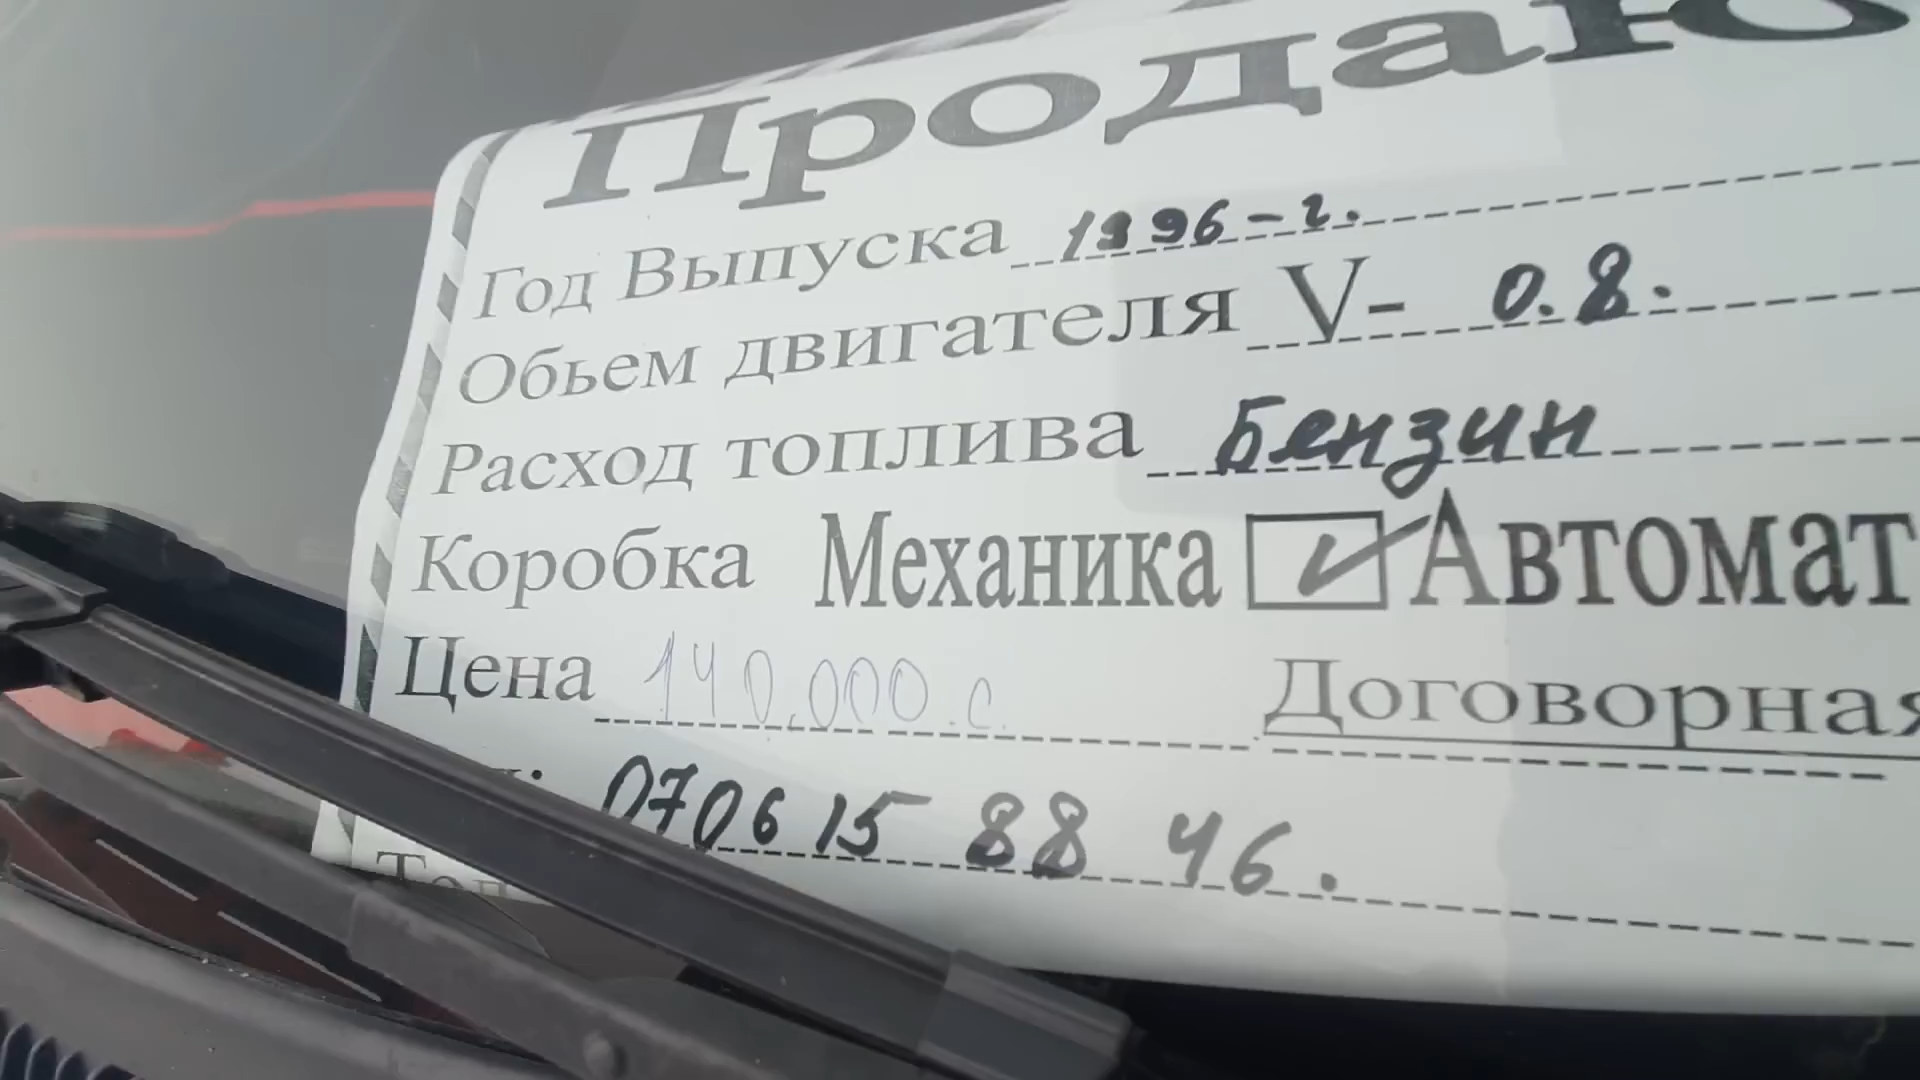 Продаю
Год Выпуска 1996-г.
Обьем двигателя V- 0.8.
Расход топлива Бензин
Коробка Механика ✓ Автомат
Цена 140.000.с. Договорная
0706 15 88 46.